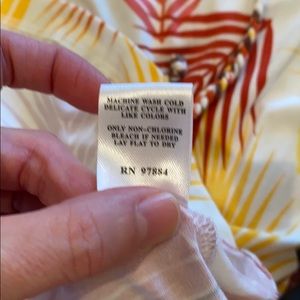 MACHINE WASH COLD
DELICATE CYCLE WITH
LIKE COLORS
ONLY NON-CHLORINE
BLEACH IF NEEDED
LAY FLAT TO DRY
RN 97884